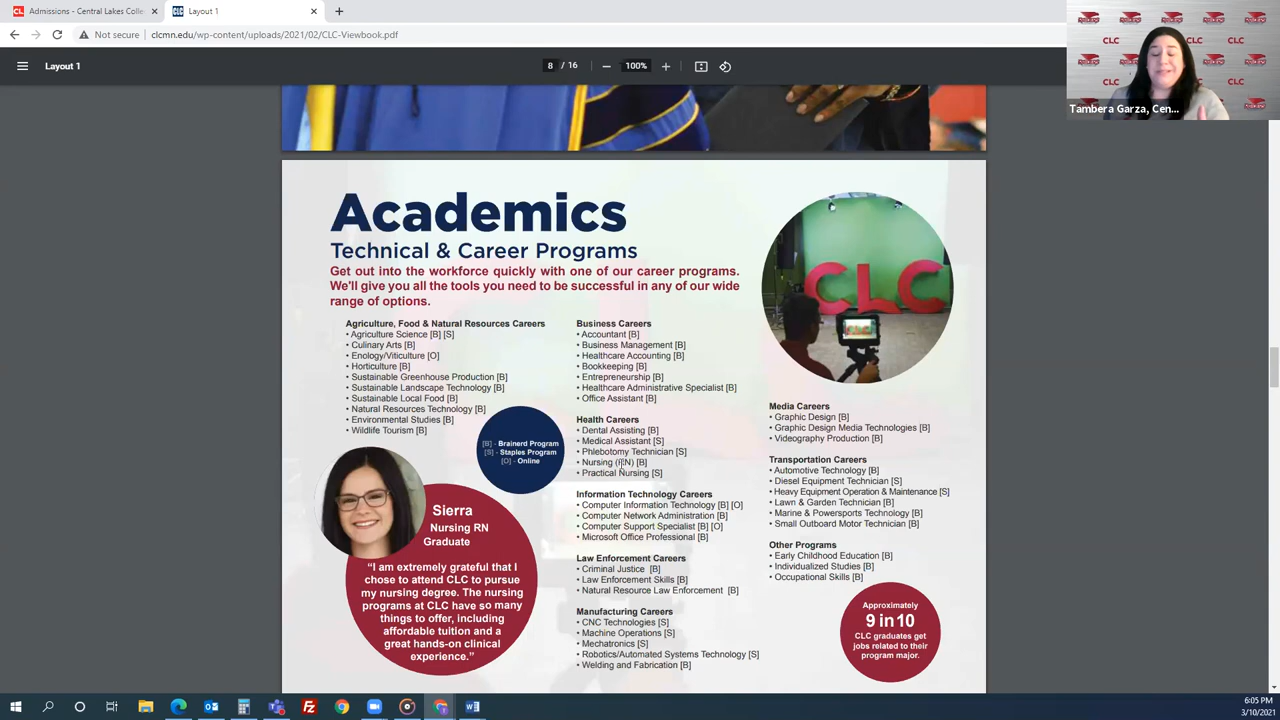 Admissions - Central Lakes Colle
Layout 1
Not secure
clcmn.edu/wp-content/uploads/2021/02/CLC-Viewbook.pdf
Layout 1
8 / 16
100%
CLC
CLC
CLC
CLC
Tambera Garza, Cen...
Academics
Technical & Career Programs
Get out into the workforce quickly with one of our career programs.
We'll give you all the tools you need to be successful in any of our wide
range of options.
Agriculture, Food & Natural Resources Careers
• Agriculture Science [B] [S]
• Culinary Arts [B]
• Enology/Viticulture [O]
• Horticulture [B]
• Sustainable Greenhouse Production [B]
• Sustainable Landscape Technology [B]
• Sustainable Local Food [B]
• Natural Resources Technology [B]
• Environmental Studies [B]
• Wildlife Tourism [B]
[B] - Brainerd Program
[S] - Staples Program
[O] - Online
Sierra
Nursing RN
Graduate
“I am extremely grateful that I
chose to attend CLC to pursue
my nursing degree. The nursing
programs at CLC have so many
things to offer, including
affordable tuition and a
great hands-on clinical
experience.”
Business Careers
• Accountant [B]
• Business Management [B]
• Healthcare Accounting [B]
• Bookkeeping [B]
• Entrepreneurship [B]
• Healthcare Administrative Specialist [B]
• Office Assistant [B]
Health Careers
• Dental Assisting [B]
• Medical Assistant [S]
• Phlebotomy Technician [S]
• Nursing (RN) [B]
• Practical Nursing [S]
Information Technology Careers
• Computer Information Technology [B] [O]
• Computer Network Administration [B]
• Computer Support Specialist [B] [O]
• Microsoft Office Professional [B]
Law Enforcement Careers
• Criminal Justice [B]
• Law Enforcement Skills [B]
• Natural Resource Law Enforcement [B]
Manufacturing Careers
• CNC Technologies [S]
• Machine Operations [S]
• Mechatronics [S]
• Robotics/Automated Systems Technology [S]
• Welding and Fabrication [B]
CLC
CLC
Media Careers
• Graphic Design [B]
• Graphic Design Media Technologies [B]
• Videography Production [B]
Transportation Careers
• Automotive Technology [B]
• Diesel Equipment Technician [S]
• Heavy Equipment Operation & Maintenance [S]
• Lawn & Garden Technician [B]
• Marine & Powersports Technology [B]
• Small Outboard Motor Technician [B]
Other Programs
• Early Childhood Education [B]
• Individualized Studies [B]
• Occupational Skills [B]
Approximately
9 in 10
CLC graduates get
jobs related to their
program major.
6:05 PM
3/10/2021